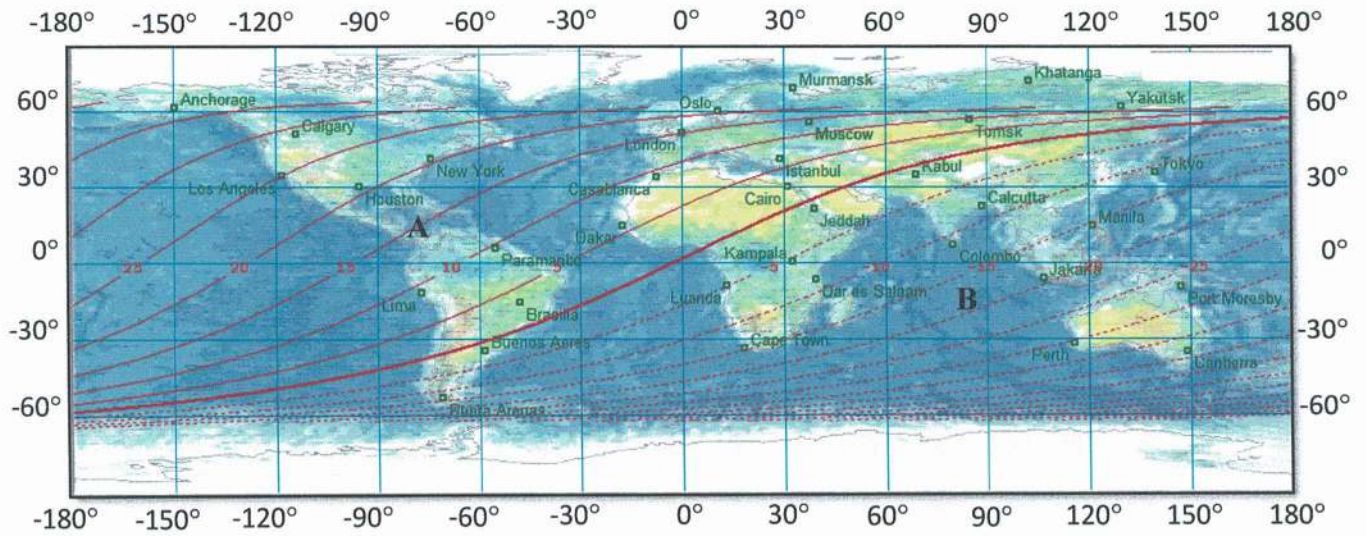 -180° -150° -120° -90° -60° -30° 0° 30° 60° 90° 120° 150° 180°
Murmansk Khatanga
60° Anchorage Oslo Yakutsk 60°
Calgary London Moscow Tomsk
New York Istanbul Kabul Tokyo
30° Los Angeles Houston Casablanca Cairo Calcutta 30°
A Dakar Jeddah Manila
0° Paramaribo Kampala Colombo 0°
25 20 15 10 5 -5 -10 -15 -20 -25
Lima Luanda Dar es Salaam B Jakarta Port Moresby
Brasilia
-30° Buenos Aeres Cape Town Perth Canberra -30°
-60° Punta Arenas -60°
-180° -150° -120° -90° -60° -30° 0° 30° 60° 90° 120° 150° 180°